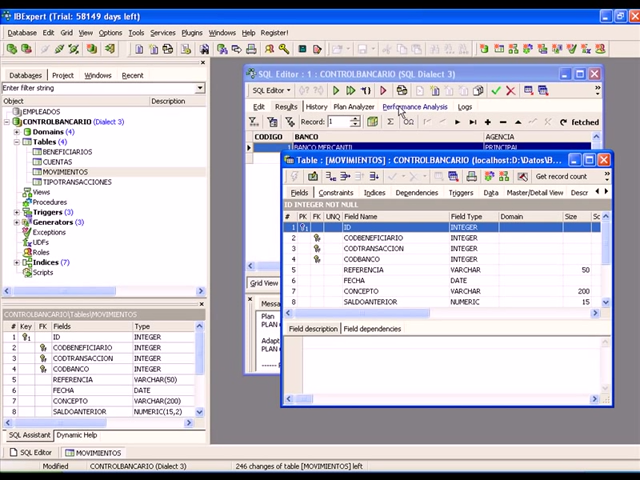 IBExpert (Trial: 58149 days left)
Database Edit Grid View Options Tools Services Plugins Windows Help Register!
Databases Project Windows Recent
Enter filter string
Object Description
EMPLEADOS
CONTROLBANCARIO (Dialect 3)
Domains (4)
Tables (4)
BENEFICIARIOS
CUENTAS
MOVIMIENTOS
TIPOTRANSACCIONES
Views
Procedures
Triggers (3)
Generators (3)
Exceptions
UDFs
Roles
Indices (7)
Scripts
CONTROLBANCARIO\Tables\MOVIMIENTOS
# Key FK Fields Type
1 ID INTEGER
2 CODBENEFICIARIO INTEGER
3 CODTRANSACCION INTEGER
4 CODBANCO INTEGER
5 REFERENCIA VARCHAR(50)
6 FECHA DATE
7 CONCEPTO VARCHAR(200)
8 SALDOANTERIOR NUMERIC(15,2)
SQL Assistant Dynamic Help
SQL Editor : 1 : CONTROLBANCARIO (SQL Dialect 3)
SQL Editor
Edit Results History Plan Analyzer Performance Analysis Logs
Record: 1 fetched
CODIGO BANCO AGENCIA
1 BANCO MERCANTIL PRINCIPAL
Grid View
Messa
Plan
PLAN
Adapt
PLAN
Table : [MOVIMIENTOS] : CONTROLBANCARIO (localhost:D:\Datos\B...
Table Get record count
Fields Constraints Indices Dependencies Triggers Data Master/Detail View Descr
ID INTEGER NOT NULL
# PK FK UNQ Field Name Field Type Domain Size Sc
1 1 ID INTEGER
2 CODBENEFICIARIO INTEGER
3 CODTRANSACCION INTEGER
4 CODBANCO INTEGER
5 REFERENCIA VARCHAR 50
6 FECHA DATE
7 CONCEPTO VARCHAR 200
8 SALDOANTERIOR NUMERIC 15
Field description Field dependencies
SQL Editor MOVIMIENTOS
Modified CONTROLBANCARIO (Dialect 3) 246 changes of table [MOVIMIENTOS] left